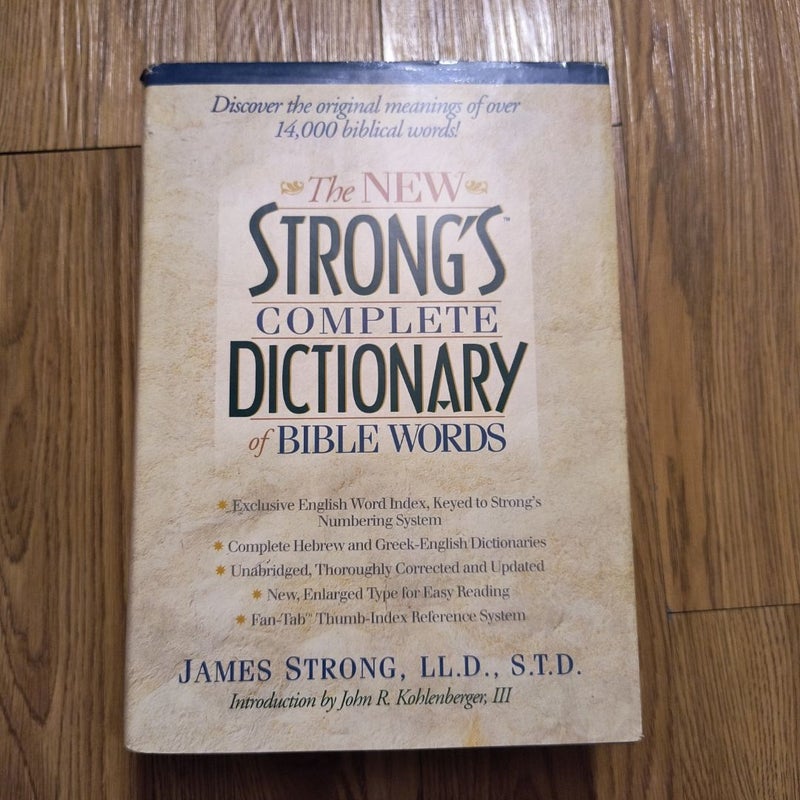 Discover the original meanings of over
14,000 biblical words!
The NEW
STRONG'S™
COMPLETE
DICTIONARY
of BIBLE WORDS
✷ Exclusive English Word Index, Keyed to Strong's
Numbering System
✷ Complete Hebrew and Greek-English Dictionaries
✷ Unabridged, Thoroughly Corrected and Updated
✷ New, Enlarged Type for Easy Reading
✷ Fan-Tab™ Thumb-Index Reference System
JAMES STRONG, LL.D., S.T.D.
Introduction by John R. Kohlenberger, III